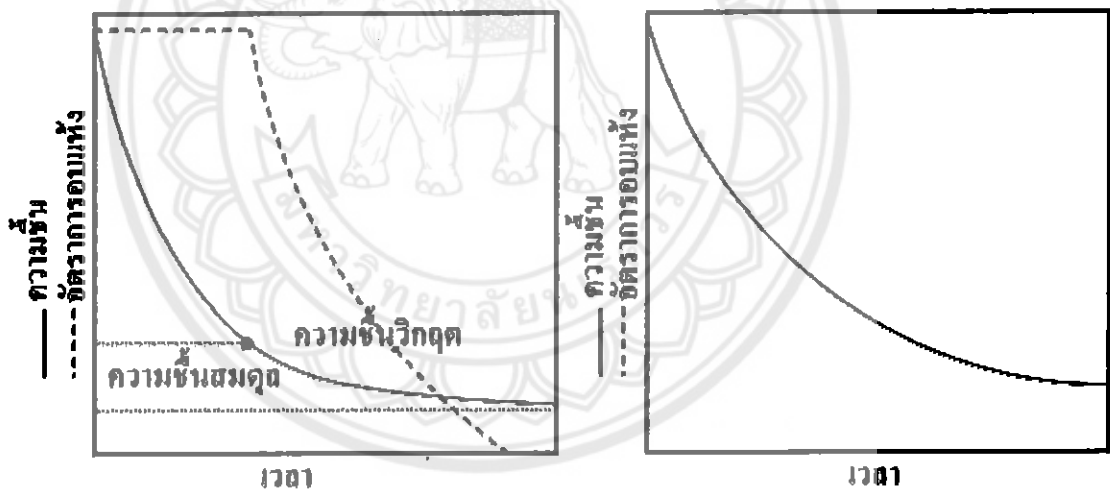 ความชื้น
อัตราการอบแห้ง
ความชื้นวิกฤต
ความชื้นสมดุล
เวลา
ความชื้น
อัตราการอบแห้ง
เวลา